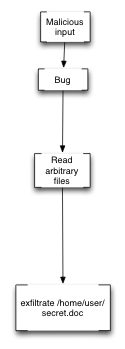 Malicious
input
Bug
Read
arbitrary
files
exfiltrate /home/user/
secret.doc